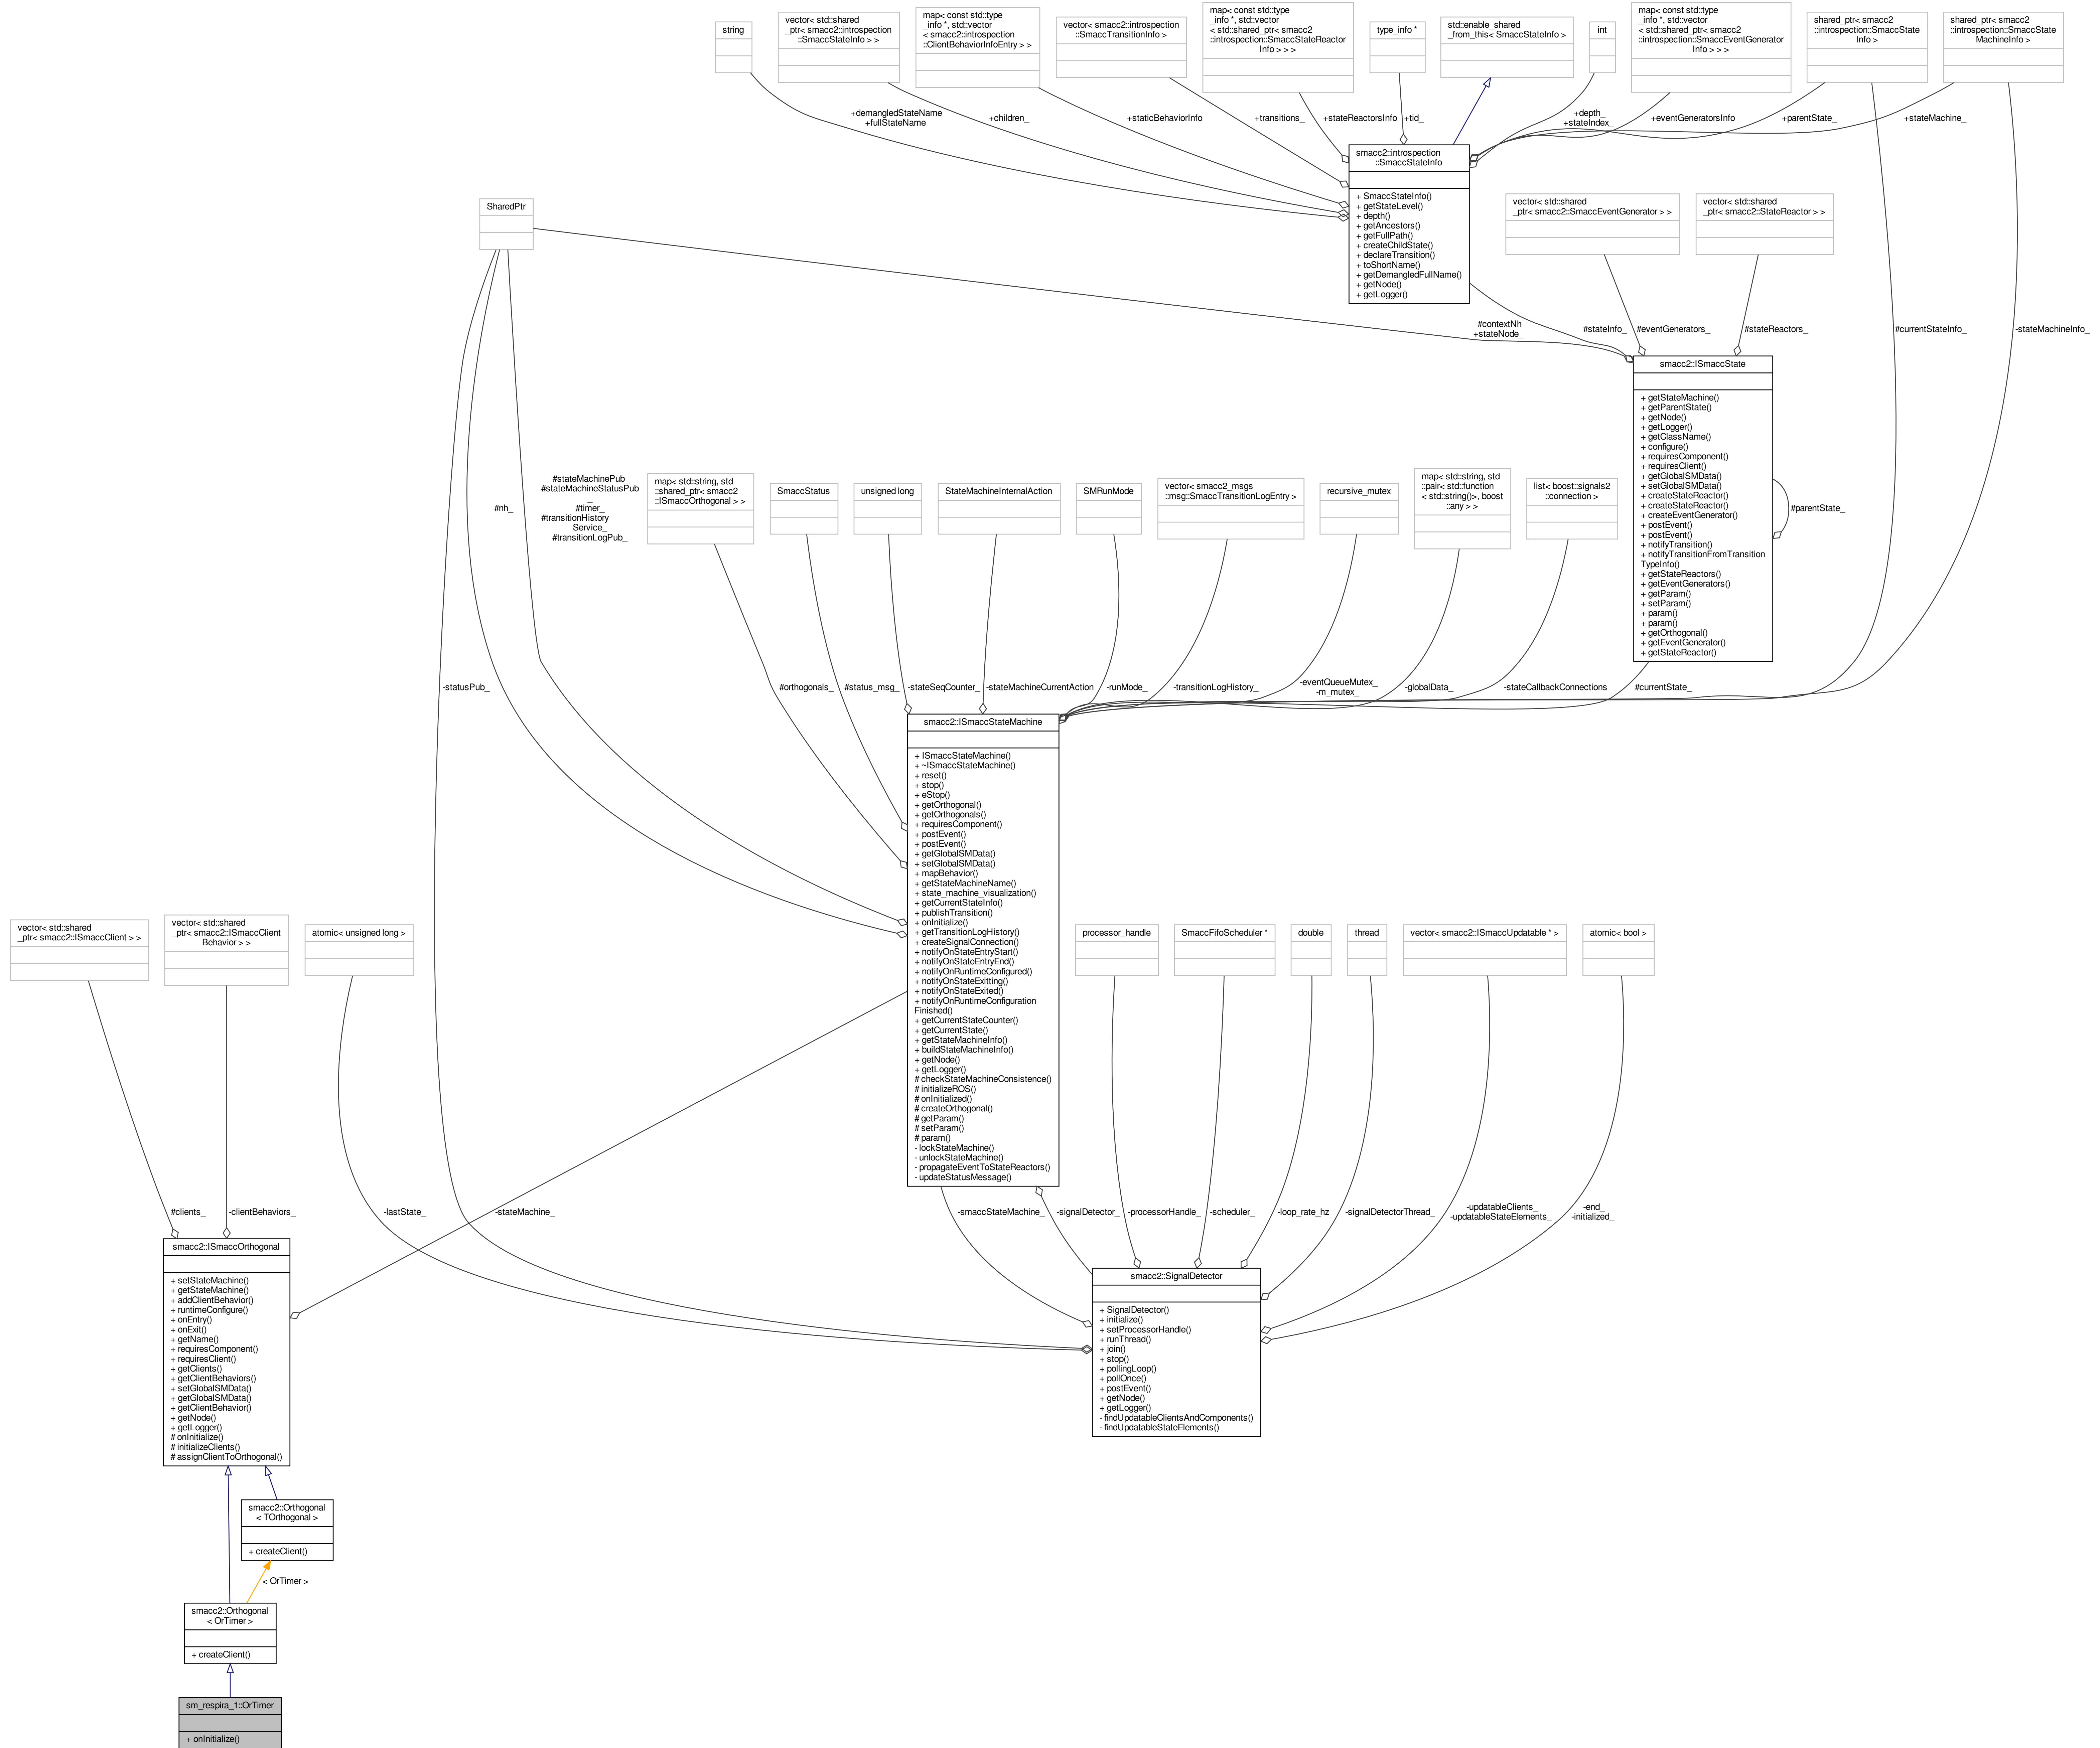 string
vector< std::shared
_ptr< smacc2::introspection
::SmaccStateInfo > >
map< const std::type
_info *, std::vector
< smacc2::introspection
::ClientBehaviorInfoEntry > >
vector< smacc2::introspection
::SmaccTransitionInfo >
map< const std::type
_info *, std::vector
< std::shared_ptr< smacc2
::introspection::SmaccStateReactor
Info > > >
type_info *
std::enable_shared
_from_this< SmaccStateInfo >
int
map< const std::type
_info *, std::vector
< std::shared_ptr< smacc2
::introspection::SmaccEventGenerator
Info > > >
shared_ptr< smacc2
::introspection::SmaccState
Info >
shared_ptr< smacc2
::introspection::SmaccState
MachineInfo >
+demangledStateName
+fullStateName
+children_
+staticBehaviorInfo
+transitions_
+stateReactorsInfo
+tid_
+depth_
+stateIndex_
+eventGeneratorsInfo
+parentState_
+stateMachine_
smacc2::introspection
::SmaccStateInfo
+ SmaccStateInfo()
+ getStateLevel()
+ depth()
+ getAncestors()
+ getFullPath()
+ createChildState()
+ declareTransition()
+ toShortName()
+ getDemangledFullName()
+ getNode()
+ getLogger()
SharedPtr
vector< std::shared
_ptr< smacc2::SmaccEventGenerator > >
vector< std::shared
_ptr< smacc2::StateReactor > >
#contextNh
+stateNode_
#stateInfo_
#eventGenerators_
#stateReactors_
#currentStateInfo_
-stateMachineInfo_
smacc2::ISmaccState
+ getStateMachine()
+ getParentState()
+ getNode()
+ getLogger()
+ getClassName()
+ configure()
+ requiresComponent()
+ requiresClient()
+ getGlobalSMData()
+ setGlobalSMData()
+ createStateReactor()
+ createStateReactor()
+ createEventGenerator()
+ postEvent()
+ postEvent()
+ notifyTransition()
+ notifyTransitionFromTransition
TypeInfo()
+ getStateReactors()
+ getEventGenerators()
+ getParam()
+ setParam()
+ param()
+ param()
+ getOrthogonal()
+ getEventGenerator()
+ getStateReactor()
#parentState_
#nh_
#stateMachinePub_
#stateMachineStatusPub
_
#timer_
#transitionHistory
Service_
#transitionLogPub_
map< std::string, std
::shared_ptr< smacc2
::ISmaccOrthogonal > >
SmaccStatus
unsigned long
StateMachineInternalAction
SMRunMode
vector< smacc2_msgs
::msg::SmaccTransitionLogEntry >
recursive_mutex
map< std::string, std
::pair< std::function
< std::string()>, boost
::any > >
list< boost::signals2
::connection >
-statusPub_
#orthogonals_
#status_msg_
-stateSeqCounter_
-stateMachineCurrentAction
-runMode_
-transitionLogHistory_
-eventQueueMutex_
-m_mutex_
-globalData_
-stateCallbackConnections
#currentState_
smacc2::ISmaccStateMachine
+ ISmaccStateMachine()
+ ~ISmaccStateMachine()
+ reset()
+ stop()
+ eStop()
+ getOrthogonal()
+ getOrthogonals()
+ requiresComponent()
+ postEvent()
+ postEvent()
+ getGlobalSMData()
+ setGlobalSMData()
+ mapBehavior()
+ getStateMachineName()
+ state_machine_visualization()
+ getCurrentStateInfo()
+ publishTransition()
+ onInitialize()
+ getTransitionLogHistory()
+ createSignalConnection()
+ notifyOnStateEntryStart()
+ notifyOnStateEntryEnd()
+ notifyOnRuntimeConfigured()
+ notifyOnStateExitting()
+ notifyOnStateExited()
+ notifyOnRuntimeConfiguration
Finished()
+ getCurrentStateCounter()
+ getCurrentState()
+ getStateMachineInfo()
+ buildStateMachineInfo()
+ getNode()
+ getLogger()
# checkStateMachineConsistence()
# initializeROS()
# onInitialized()
# createOrthogonal()
# getParam()
# setParam()
# param()
- lockStateMachine()
- unlockStateMachine()
- propagateEventToStateReactors()
- updateStatusMessage()
vector< std::shared
_ptr< smacc2::ISmaccClient > >
vector< std::shared
_ptr< smacc2::ISmaccClient
Behavior > >
atomic< unsigned long >
processor_handle
SmaccFifoScheduler *
double
thread
vector< smacc2::ISmaccUpdatable * >
atomic< bool >
#clients_
-clientBehaviors_
-lastState_
-stateMachine_
-smaccStateMachine_
-signalDetector_
-processorHandle_
-scheduler_
-loop_rate_hz
-signalDetectorThread_
-updatableClients_
-updatableStateElements_
-end_
-initialized_
smacc2::ISmaccOrthogonal
+ setStateMachine()
+ getStateMachine()
+ addClientBehavior()
+ runtimeConfigure()
+ onEntry()
+ onExit()
+ getName()
+ requiresComponent()
+ requiresClient()
+ getClients()
+ getClientBehaviors()
+ setGlobalSMData()
+ getGlobalSMData()
+ getClientBehavior()
+ getNode()
+ getLogger()
# onInitialize()
# initializeClients()
# assignClientToOrthogonal()
smacc2::SignalDetector
+ SignalDetector()
+ initialize()
+ setProcessorHandle()
+ runThread()
+ join()
+ stop()
+ pollingLoop()
+ pollOnce()
+ postEvent()
+ getNode()
+ getLogger()
- findUpdatableClientsAndComponents()
- findUpdatableStateElements()
smacc2::Orthogonal
< TOrthogonal >
+ createClient()
< OrTimer >
smacc2::Orthogonal
< OrTimer >
+ createClient()
sm_respira_1::OrTimer
+ onInitialize()